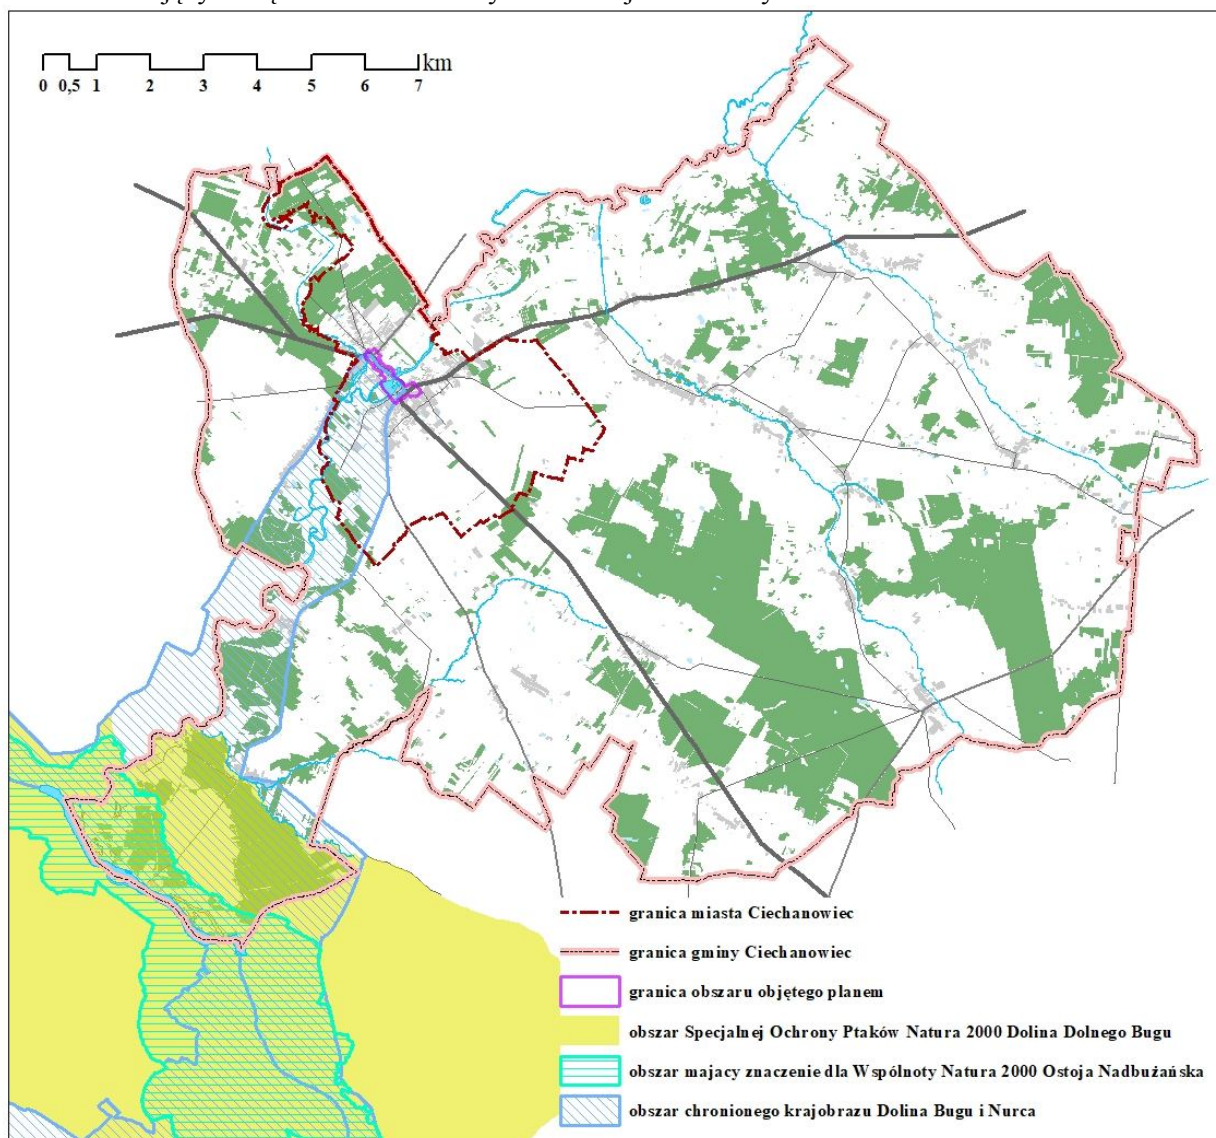 km
0 0,5 1 2 3 4 5 6 7
granica miasta Ciechanowiec
granica gminy Ciechanowiec
granica obszaru objętego planem
obszar Specjalnej Ochrony Ptaków Natura 2000 Dolina Dolnego Bugu
obszar majacy znaczenie dla Wspólnoty Natura 2000 Ostoja Nadbużańska
obszar chronionego krajobrazu Dolina Bugu i Nurca